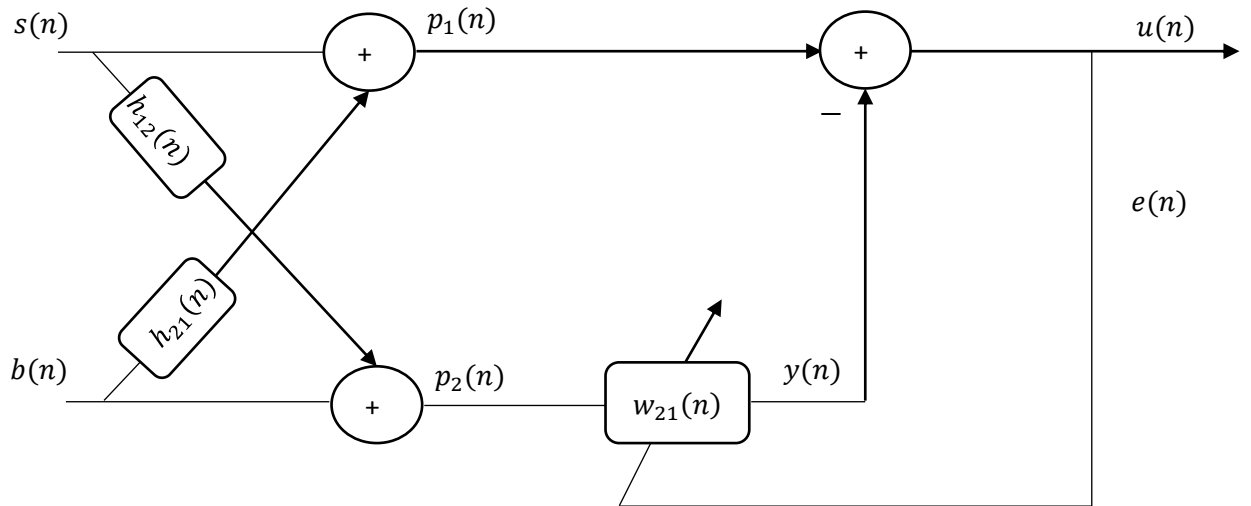 s(n)
p₁(n)
u(n)
+
+
h₁₂(n)
−
e(n)
h₂₁(n)
b(n)
p₂(n)
y(n)
+
w₂₁(n)